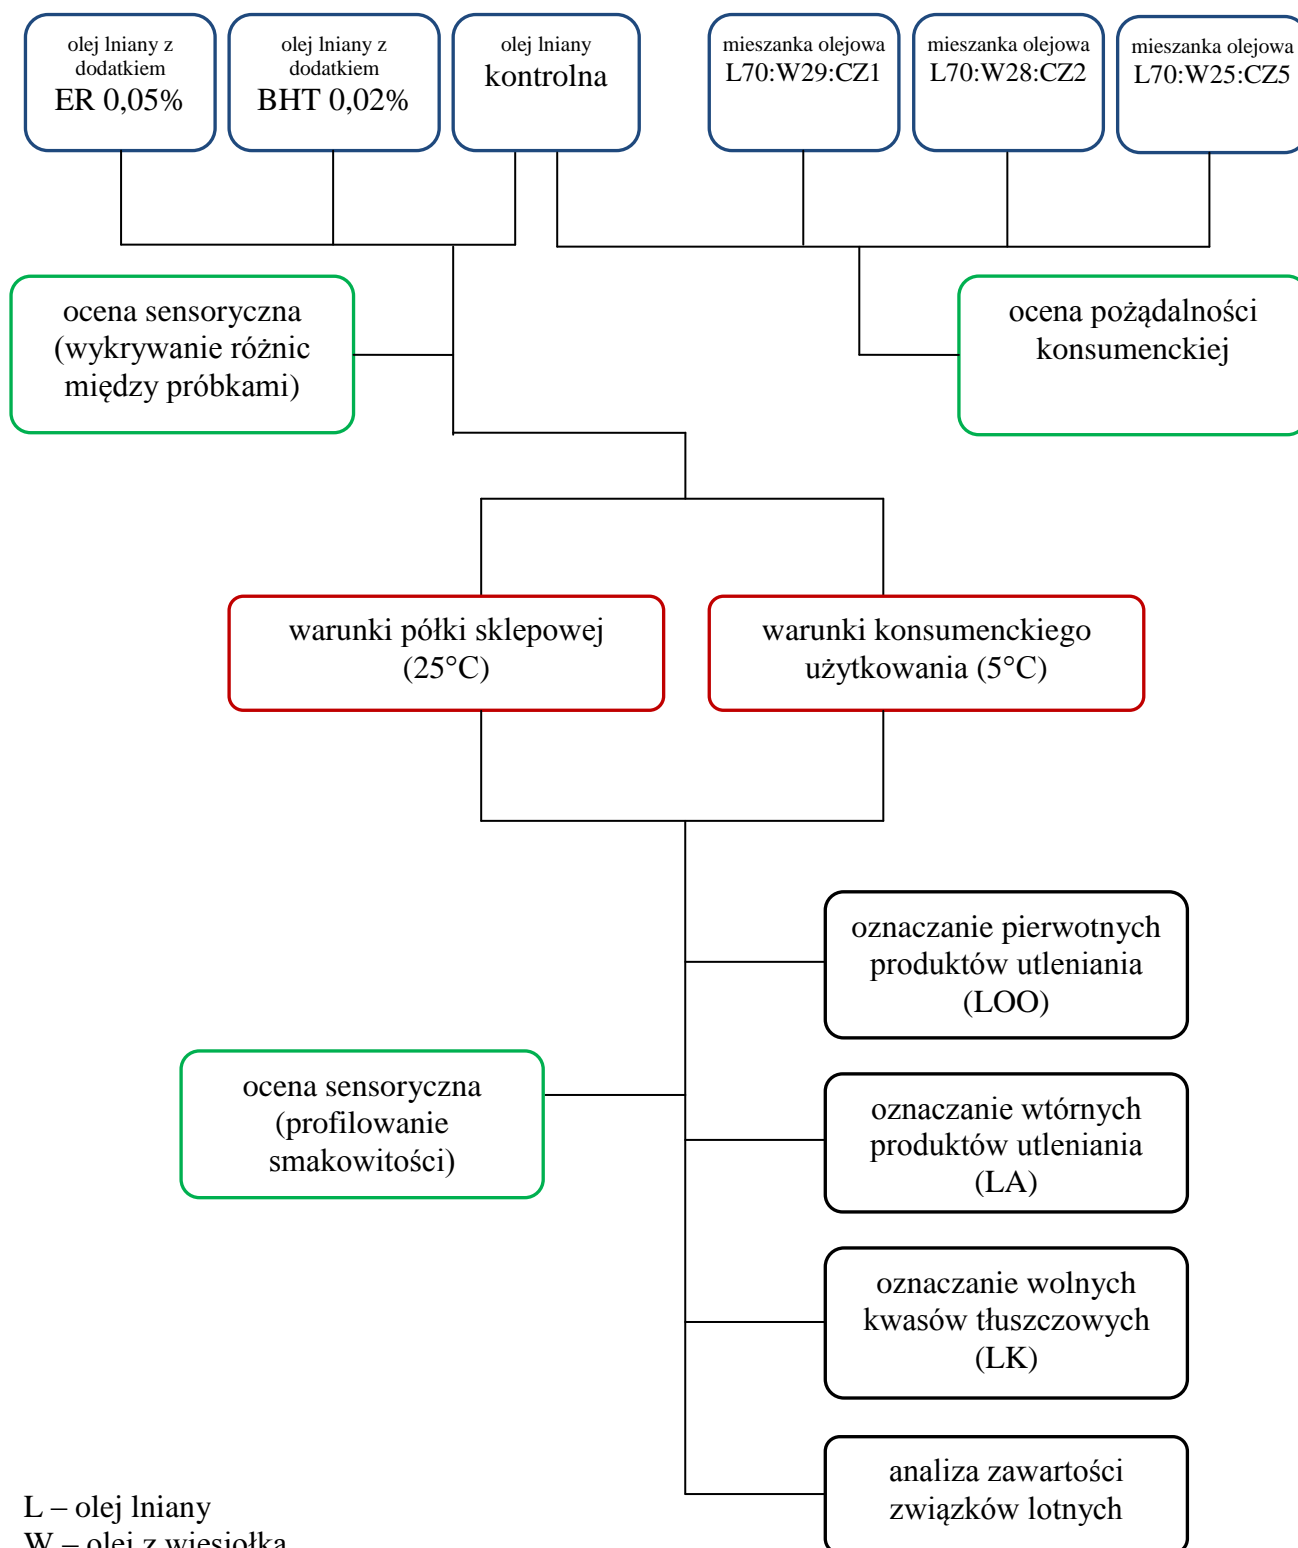 olej lniany z
dodatkiem
ER 0,05%
olej lniany z
dodatkiem
BHT 0,02%
olej lniany
kontrolna
mieszanka olejowa
L70:W29:CZ1
mieszanka olejowa
L70:W28:CZ2
mieszanka olejowa
L70:W25:CZ5
ocena sensoryczna
(wykrywanie różnic
między próbkami)
ocena pożądalności
konsumenckiej
warunki półki sklepowej
(25°C)
warunki konsumenckiego
użytkowania (5°C)
oznaczanie pierwotnych
produktów utleniania
(LOO)
ocena sensoryczna
(profilowanie
smakowitości)
oznaczanie wtórnych
produktów utleniania
(LA)
oznaczanie wolnych
kwasów tłuszczowych
(LK)
analiza zawartości
związków lotnych
L – olej lniany
W – olej z wiesiołka